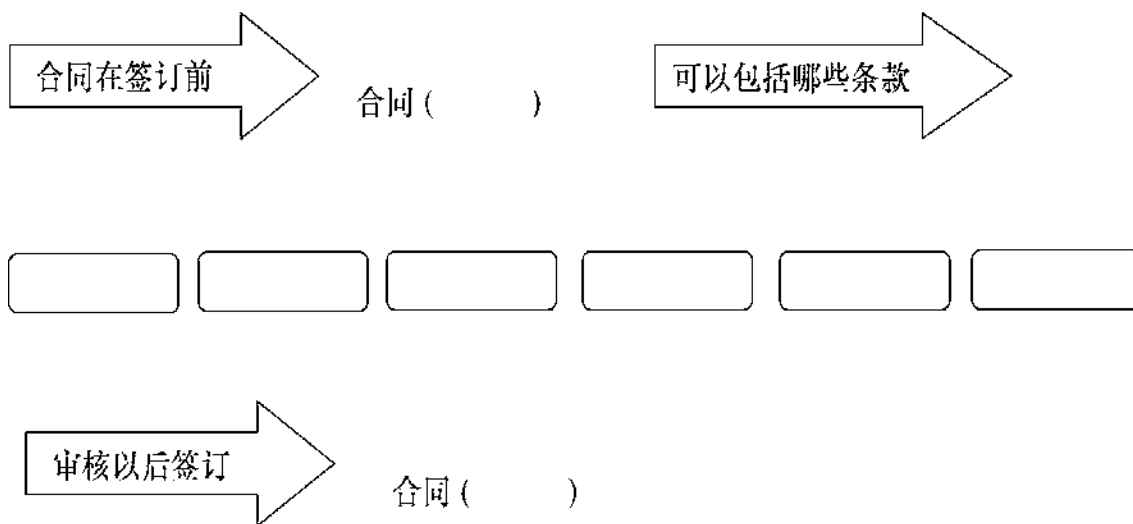 合同在签订前
合同 (    )
可以包括哪些条款
审核以后签订
合同 (    )